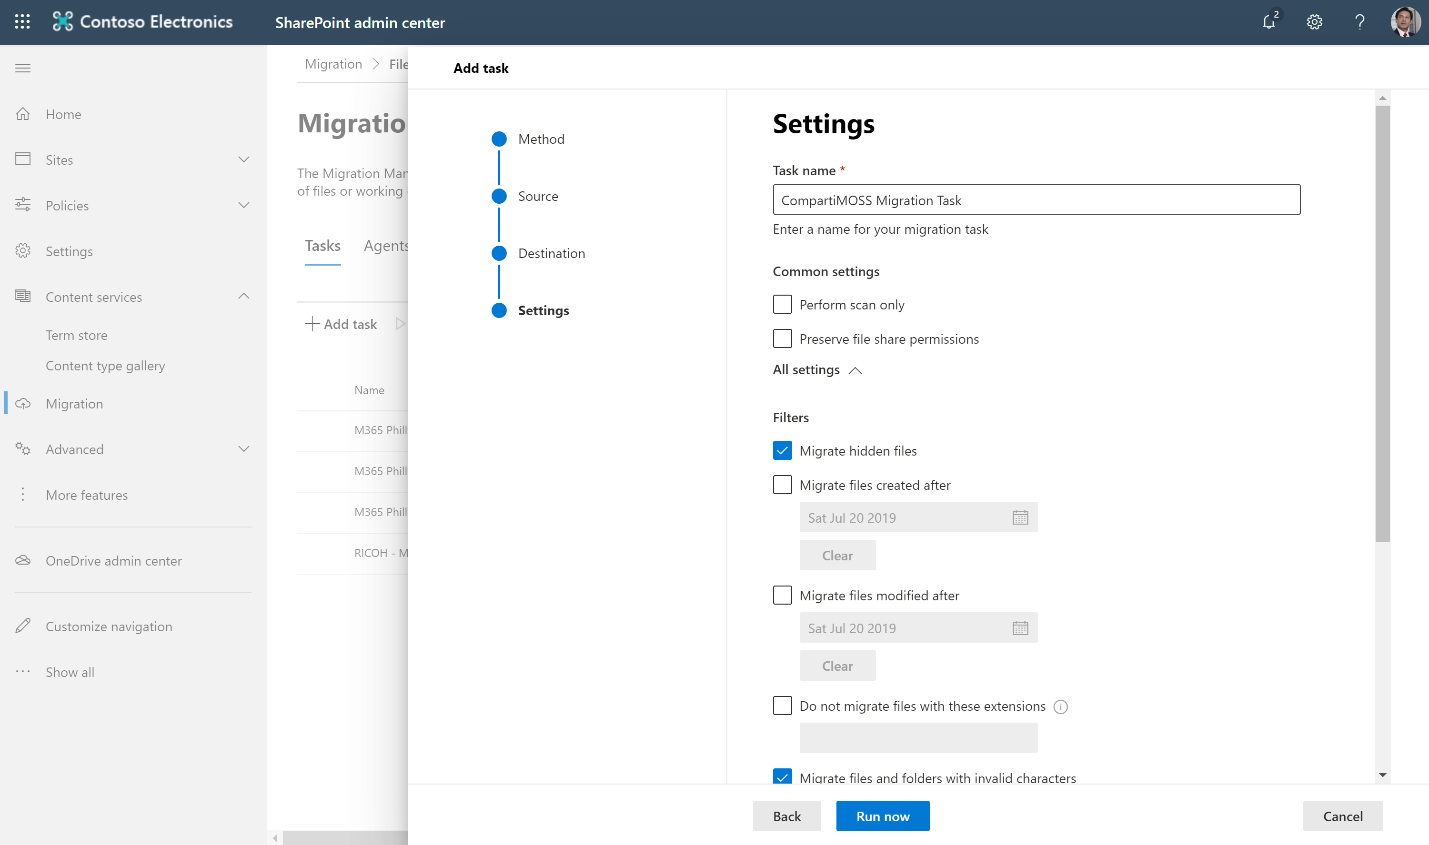 Contoso Electronics
SharePoint admin center
2
Home
Sites
Policies
Settings
Content services
Term store
Content type gallery
Migration
Advanced
More features
OneDrive admin center
Customize navigation
Show all
Migration > File
Migratio
The Migration Mar
of files or working
Tasks Agents
Add task
Name
M365 Phill
M365 Phill
M365 Phill
RICOH - M
Add task
Method
Source
Destination
Settings
Settings
Task name *
CompartiMOSS Migration Task
Enter a name for your migration task
Common settings
Perform scan only
Preserve file share permissions
All settings
Filters
Migrate hidden files
Migrate files created after
Sat Jul 20 2019
Clear
Migrate files modified after
Sat Jul 20 2019
Clear
Do not migrate files with these extensions
Migrate files and folders with invalid characters
Back
Run now
Cancel